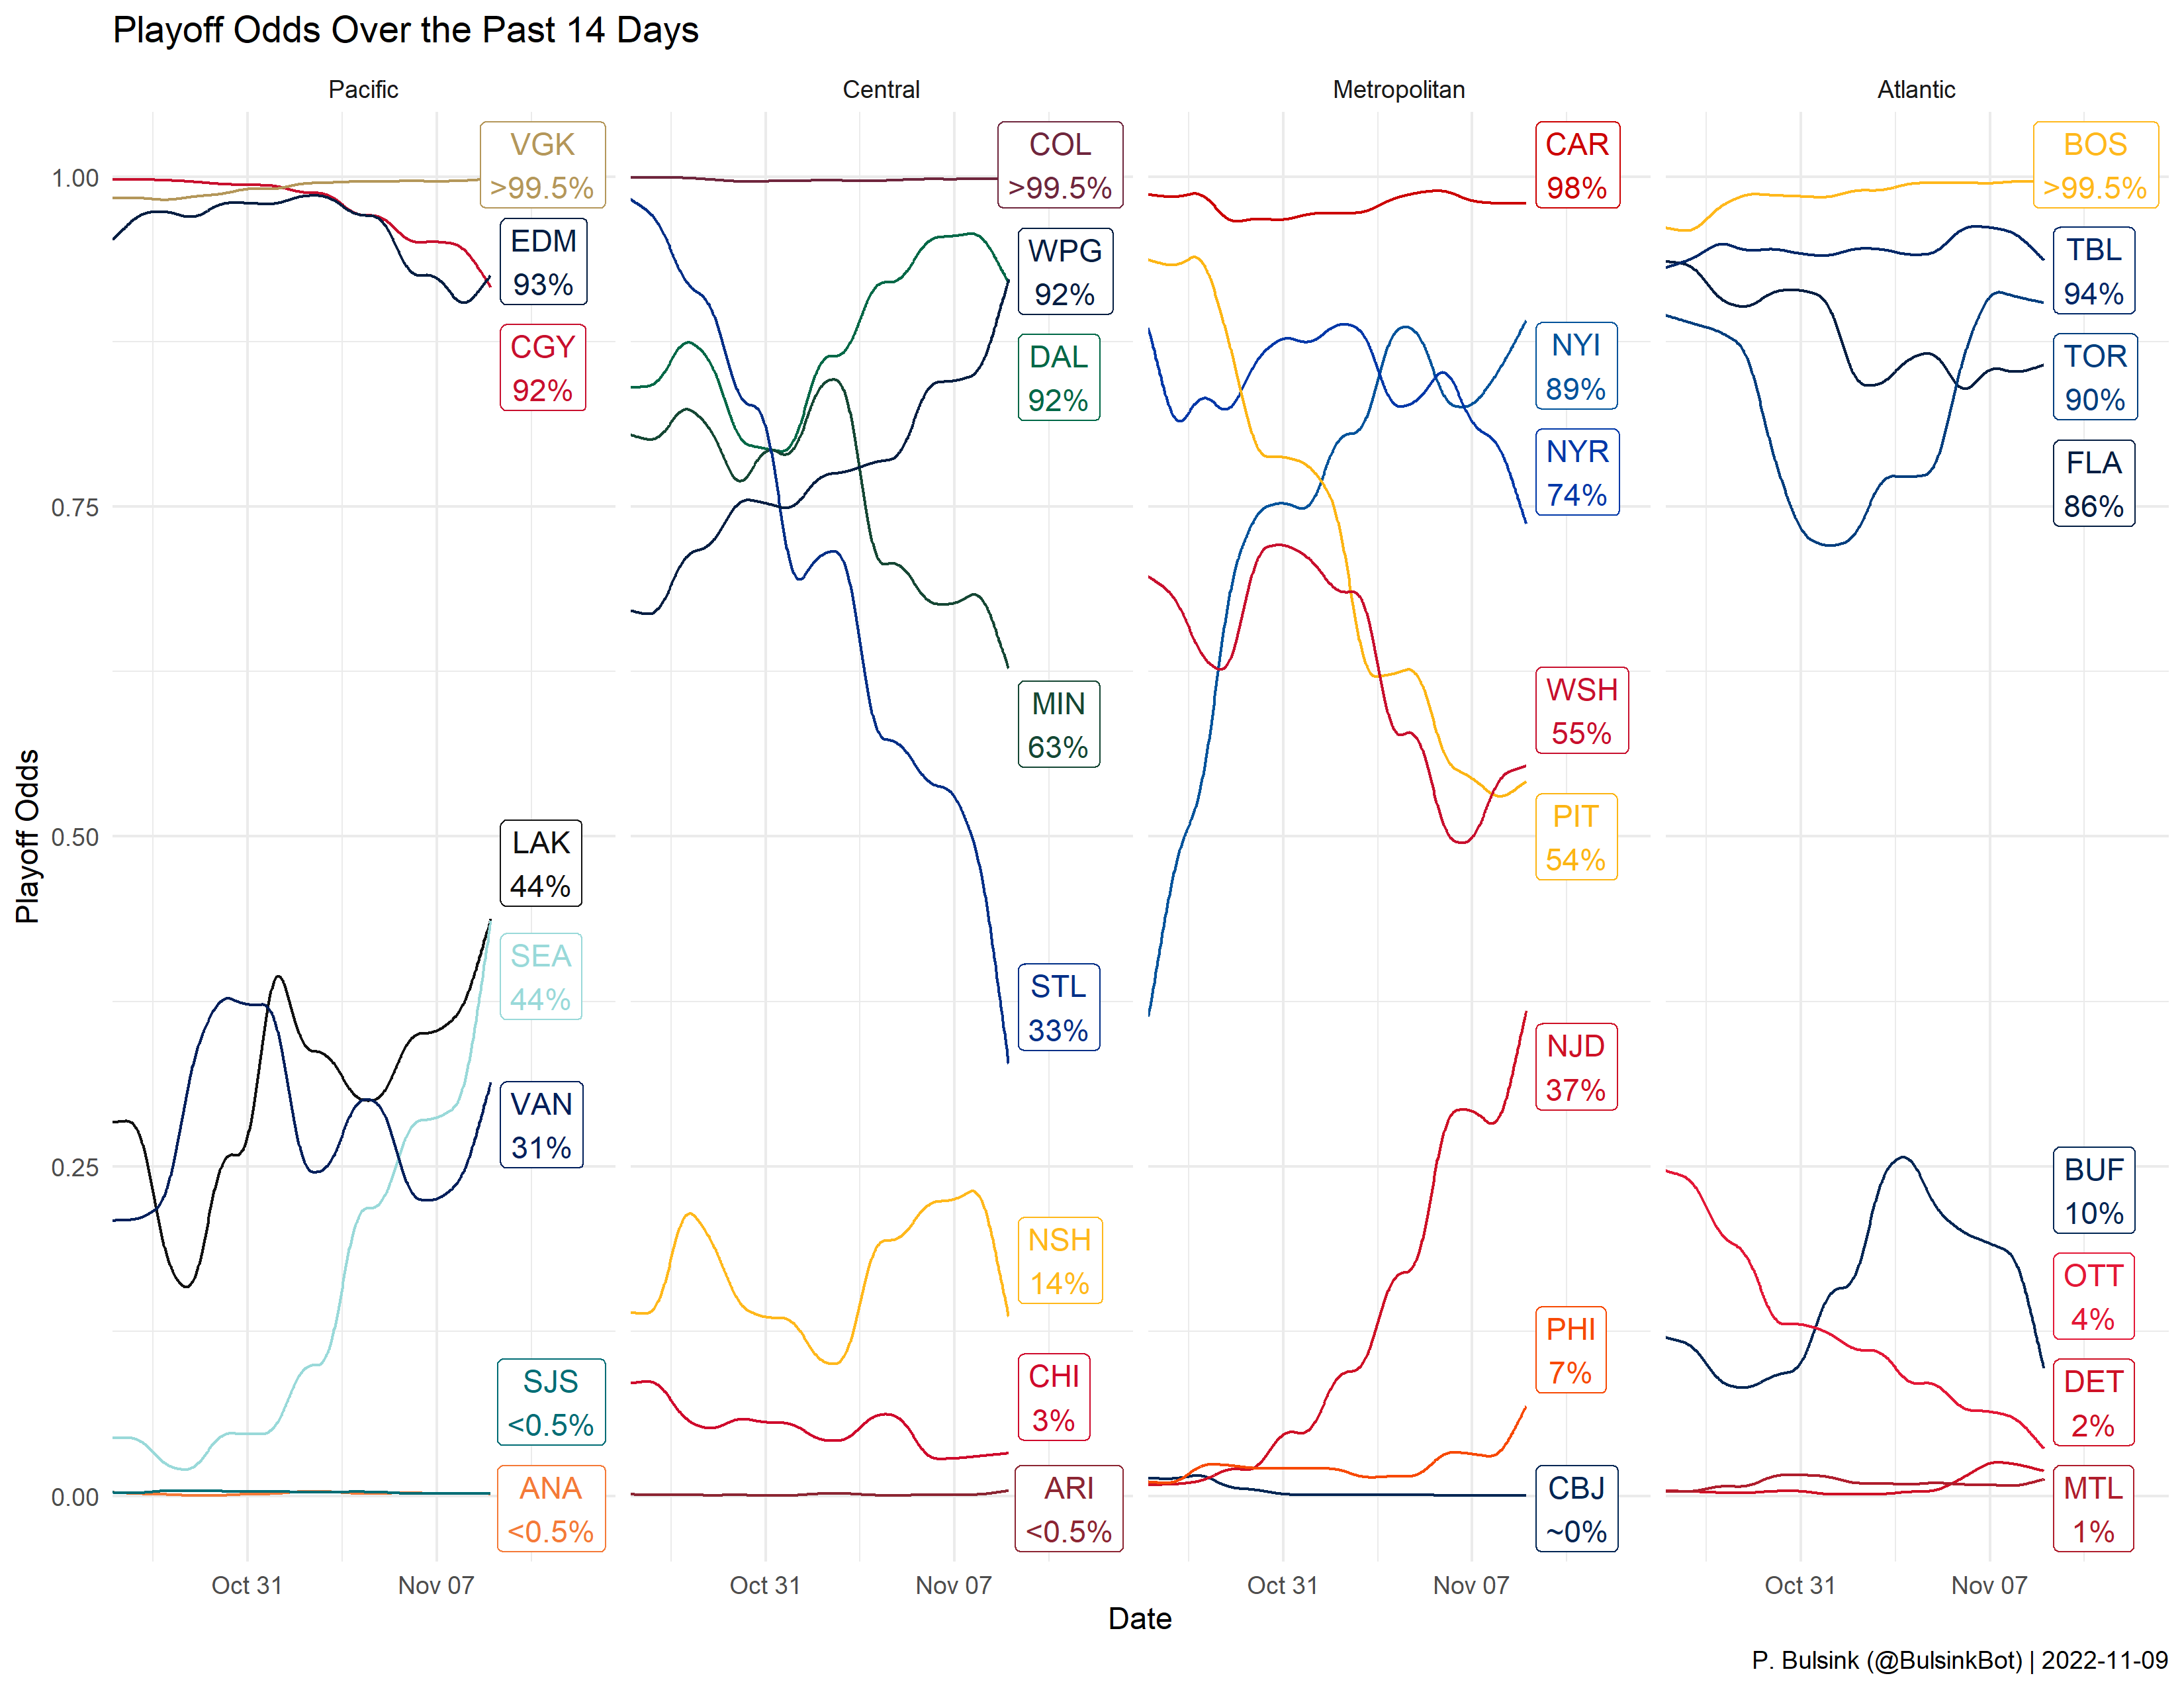 Playoff Odds Over the Past 14 Days
Pacific
Central
Metropolitan
Atlantic
Playoff Odds
1.00
0.75
0.50
0.25
0.00
VGK
>99.5%
EDM
93%
CGY
92%
LAK
44%
SEA
44%
VAN
31%
SJS
<0.5%
ANA
<0.5%
COL
>99.5%
WPG
92%
DAL
92%
MIN
63%
STL
33%
NSH
14%
CHI
3%
ARI
<0.5%
CAR
98%
NYI
89%
NYR
74%
WSH
55%
PIT
54%
NJD
37%
PHI
7%
CBJ
~0%
BOS
>99.5%
TBL
94%
TOR
90%
FLA
86%
BUF
10%
OTT
4%
DET
2%
MTL
1%
Oct 31
Nov 07
Oct 31
Nov 07
Oct 31
Nov 07
Oct 31
Nov 07
Date
P. Bulsink (@BulsinkBot) | 2022-11-09